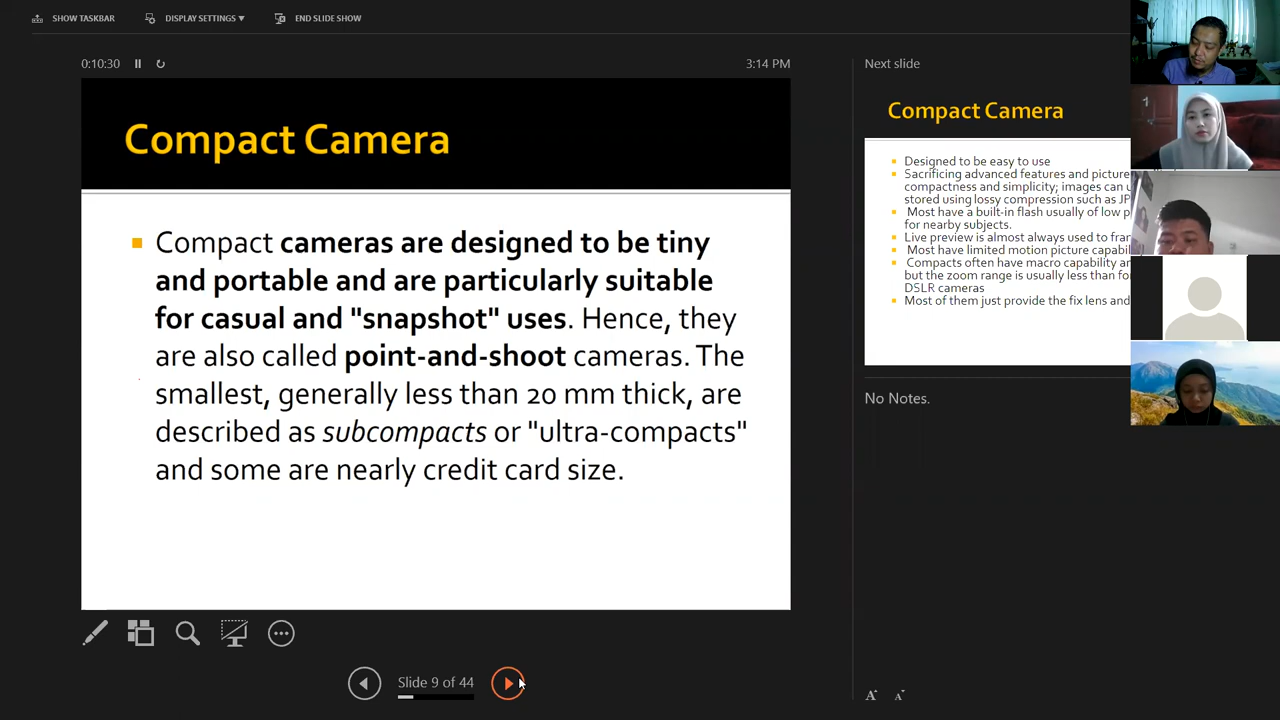 SHOW TASKBAR
DISPLAY SETTINGS ▼
END SLIDE SHOW
0:10:30
3:14 PM
Compact Camera
Compact cameras are designed to be tiny
and portable and are particularly suitable
for casual and "snapshot" uses. Hence, they
are also called point-and-shoot cameras. The
smallest, generally less than 20 mm thick, are
described as subcompacts or "ultra-compacts"
and some are nearly credit card size.
Slide 9 of 44
Next slide
Compact Camera
Designed to be easy to use
Sacrificing advanced features and picture
compactness and simplicity; images can
stored using lossy compression such as
Most have a built-in flash usually of low
for nearby subjects.
Live preview is almost always used to
Most have limited motion picture
Compacts often have macro capability
but the zoom range is usually less than
DSLR cameras
Most of them just provide the fix lens and
No Notes.
A A